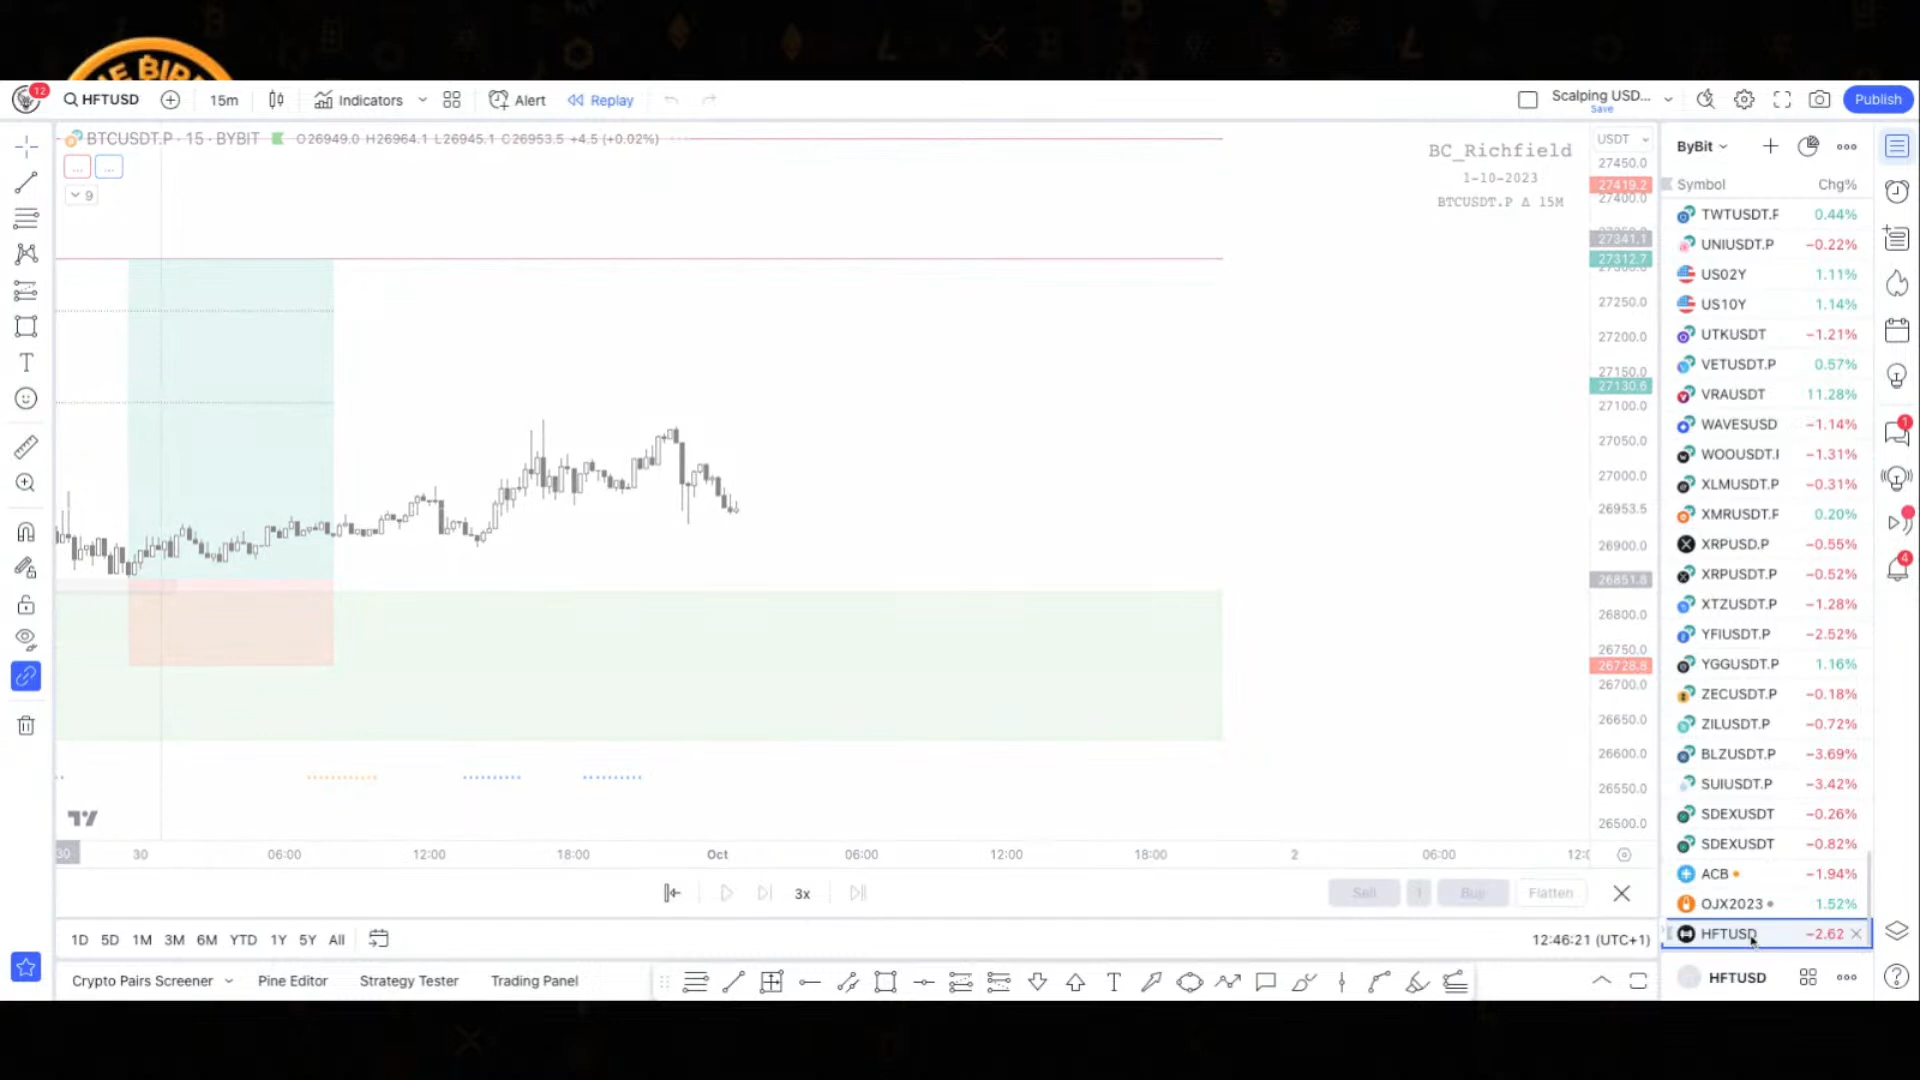 12
HFTUSD
15m
Indicators
Alert
Replay
Scalping USD...
Save
Publish
BTCUSDT.P · 15 · BYBIT
O26949.0 H26964.1 L26945.1 C26953.5 +4.5 (+0.02%)
...
...
9
BC_Richfield
1-10-2023
BTCUSDT.P Δ 15M
USDT
27450.0
27419.2
27400.0
27341.1
27312.7
27250.0
27200.0
27150.0
27130.6
27100.0
27050.0
27000.0
26953.5
26900.0
26851.8
26800.0
26750.0
26728.8
26700.0
26650.0
26600.0
26550.0
26500.0
ByBit
Symbol Chg%
TWTUSDT.P 0.44%
UNIUSDT.P −0.22%
US02Y 1.11%
US10Y 1.14%
UTKUSDT −1.21%
VETUSDT.P 0.57%
VRAUSDT 11.28%
WAVESUSD −1.14%
WOOUSDT.I −1.31%
XLMUSDT.P −0.31%
XMRUSDT.P 0.20%
XRPUSD.P −0.55%
XRPUSDT.P −0.52%
XTZUSDT.P −1.28%
YFIUSDT.P −2.52%
YGGUSDT.P 1.16%
ZECUSDT.P −0.18%
ZILUSDT.P −0.72%
BLZUSDT.P −3.69%
SUIUSDT.P −3.42%
SDEXUSDT −0.26%
SDEXUSDT −0.82%
ACB −1.94%
OJX2023 1.52%
HFTUSD −2.62
HFTUSD
1
4
30
30 06:00 12:00 18:00 Oct 06:00 12:00 18:00 2 06:00
3x
Sell 1 Buy Flatten
1D 5D 1M 3M 6M YTD 1Y 5Y All
12:46:21 (UTC+1)
Crypto Pairs Screener
Pine Editor
Strategy Tester
Trading Panel